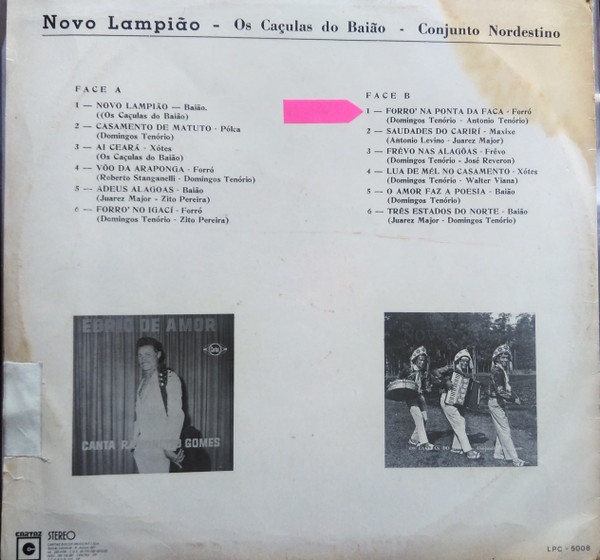 Novo Lampião - Os Caçulas do Baião - Conjunto Nordestino
FACE A
1 — NOVO LAMPIÃO — Baião.
((Os Caçulas do Baião)
2 — CASAMENTO DE MATUTO - Pólca
(Domingos Tenório)
3 — AI CEARÁ - Xótes
(Os Caçulas do Baião)
4 — VÔO DA ARAPONGA - Forró
(Roberto Stanganelli - Domingos Tenório)
5 — ADEUS ALAGOAS - Baião
(Juarez Major - Zito Pereira)
6 — FORRO' NO IGACÍ - Forró
(Domingos Tenório - Zito Pereira)
FACE B
1 — FORRO' NA PONTA DA FACA - Forró
(Domingos Tenório - Antonio Tenório)
2 — SAUDADES DO CARIRÍ - Maxixe
(Antonio Levino - Juarez Major)
3 — FRÊVO NAS ALAGÔAS - Frêvo
(Domingos Tenório - José Reveron)
4 — LUA DE MÉL NO CASAMENTO - Xótes
(Domingos Tenório - Walter Viana)
5 — O AMOR FAZ A POESIA - Baião
(Domingos Tenório)
6 — TRÊS ESTADOS DO NORTE - Baião
(Juarez Major - Domingos Tenório)
EBRIO DE AMOR
CANTA GOMES
CARTAZ
STEREO
LPC - 5008